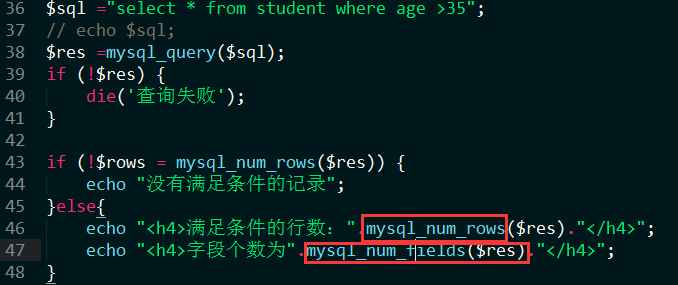 36 $sql ="select * from student where age >35";
37 // echo $sql;
38 $res =mysql_query($sql);
39 if (!$res) {
40     die('查询失败');
41 }
42
43 if (!$rows = mysql_num_rows($res)) {
44     echo "没有满足条件的记录";
45 }else{
46     echo "<h4>满足条件的行数：".mysql_num_rows($res)."</h4>";
47     echo "<h4>字段个数为".mysql_num_fields($res)."</h4>";
48 }